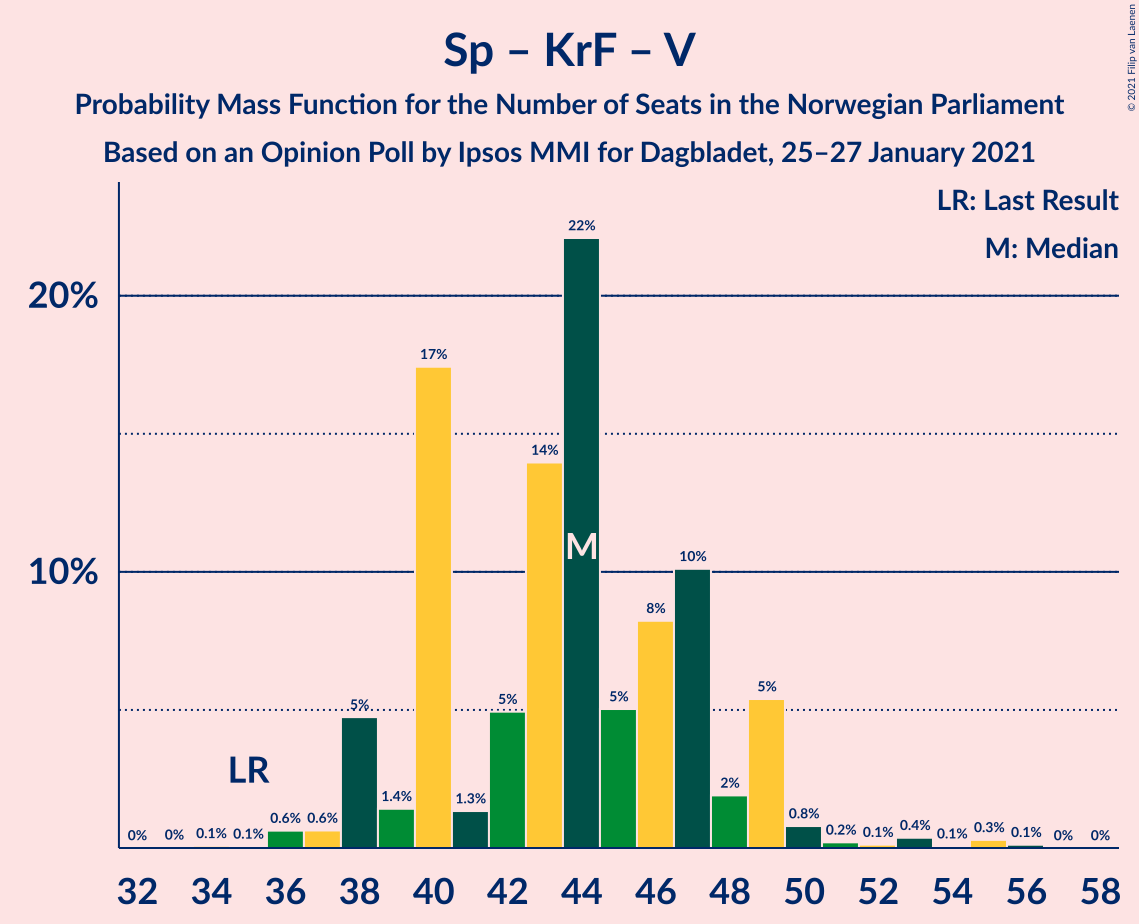 Sp – KrF – V
Probability Mass Function for the Number of Seats in the Norwegian Parliament
Based on an Opinion Poll by Ipsos MMI for Dagbladet, 25–27 January 2021
© 2021 Filip van Laenen
LR: Last Result
M: Median
20%
10%
0% 0% 0.1% 0.1% 0.6% 0.6% 5% 1.4% 17% 1.3% 5% 14% 22% 5% 8% 10% 2% 5% 0.8% 0.2% 0.1% 0.4% 0.1% 0.3% 0.1% 0% 0%
LR
M
32 34 36 38 40 42 44 46 48 50 52 54 56 58